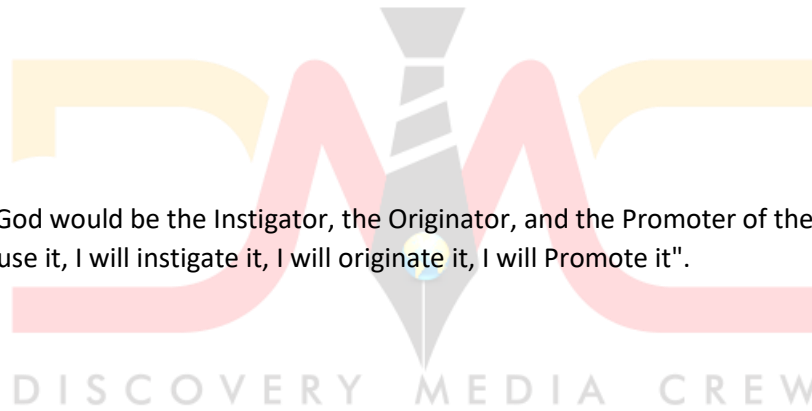 God would be the Instigator, the Originator, and the Promoter of the
use it, I will instigate it, I will originate it, I will Promote it".
DMC
DISCOVERY MEDIA CREW